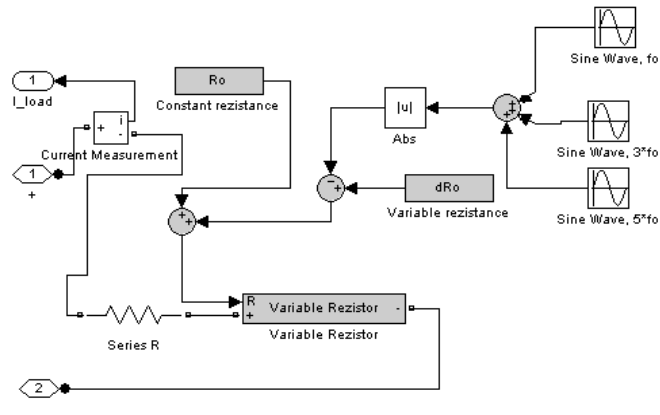 Sine Wave, fo
1
I_load
Ro
Constant rezistance
|u|
Abs
+
+
+
Sine Wave, 3*fo
+
i
-
Current Measurement
1
+
-
+
dRo
Variable rezistance
Sine Wave, 5*fo
+
+
R
+
Variable Rezistor
-
Variable Rezistor
Series R
2